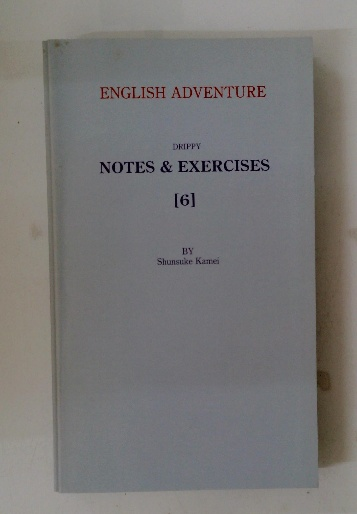 ENGLISH ADVENTURE
DRIPPY
NOTES & EXERCISES
[6]
BY
Shunsuke Kamei